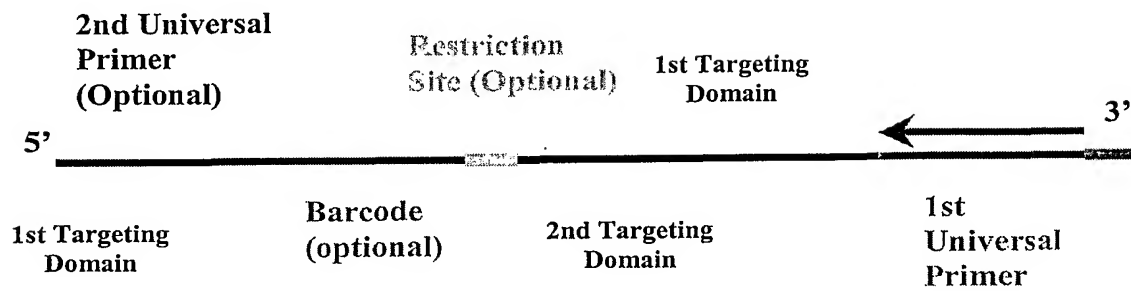 2nd Universal
Primer
(Optional)
Restriction
Site (Optional)
1st Targeting
Domain
3’
5’
1st Targeting
Domain
Barcode
(optional)
2nd Targeting
Domain
1st
Universal
Primer